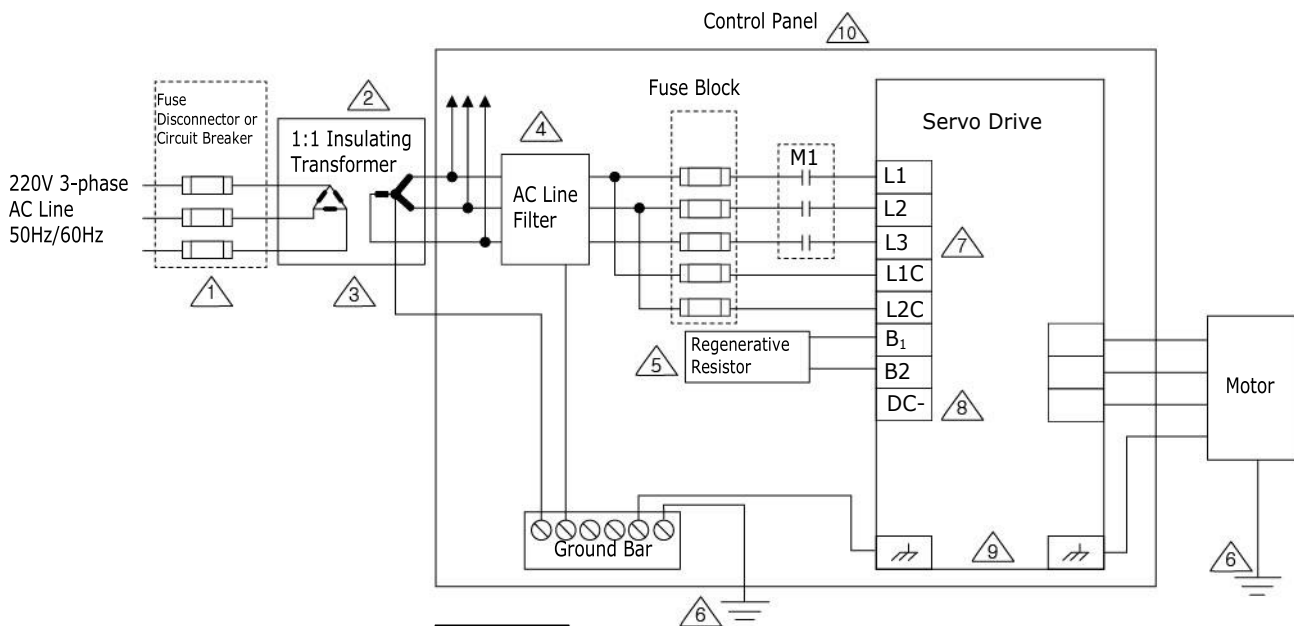 Control Panel
10
Fuse
Disconnector or
Circuit Breaker
2
1:1 Insulating
Transformer
4
AC Line
Filter
Fuse Block
M1
Servo Drive
220V 3-phase
AC Line
50Hz/60Hz
1
3
L1
L2
L3
7
L1C
L2C
B₁
B2
DC-
8
5
Regenerative
Resistor
Motor
Ground Bar
9
6
6